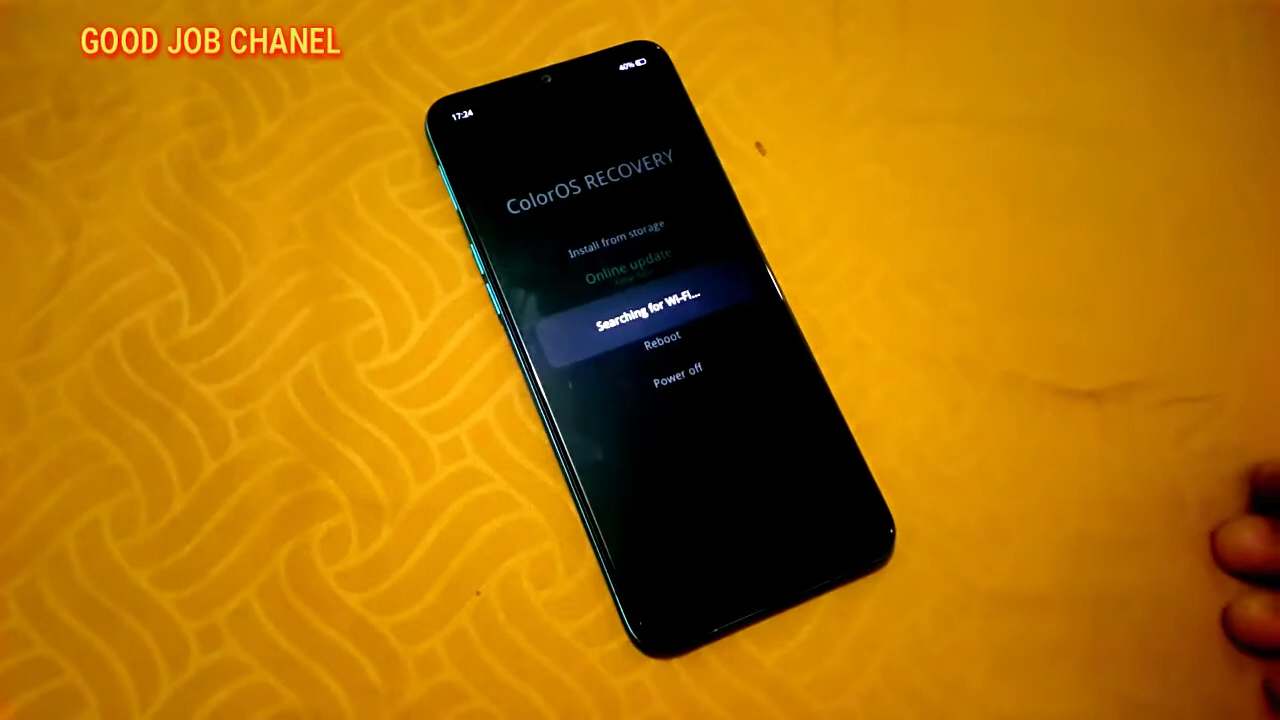 GOOD JOB CHANEL
17:24
40%
ColorOS RECOVERY
Install from storage
Online update
Searching for Wi-Fi...
Reboot
Power off